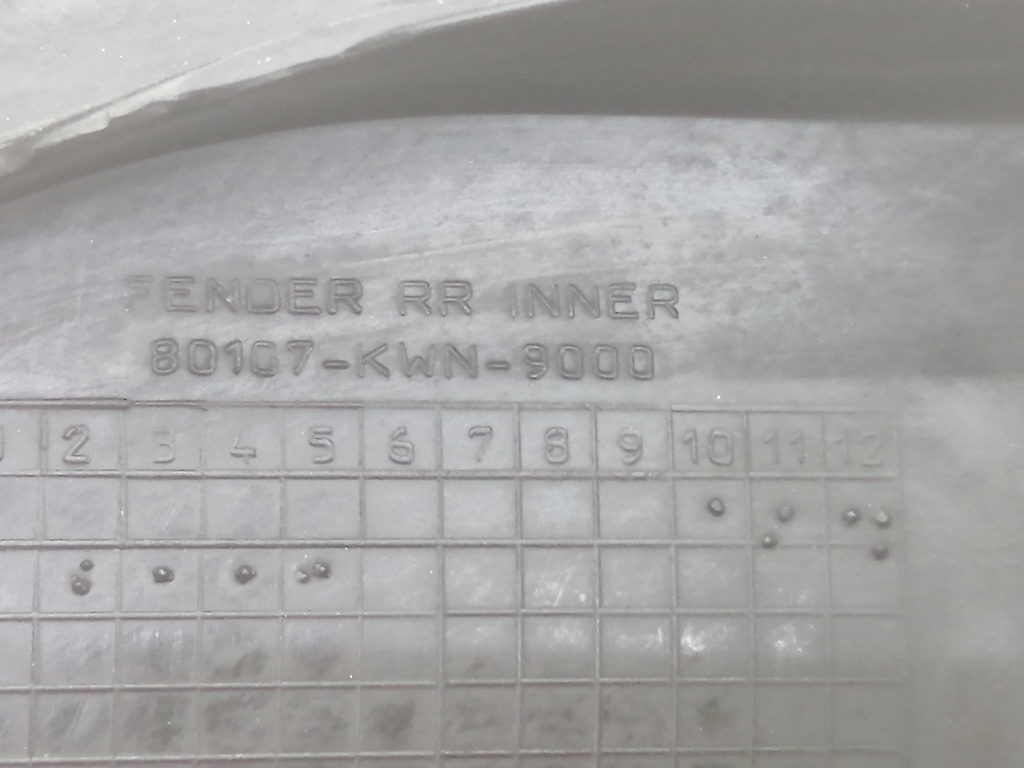 FENDER RR INNER
80107-KWN-9000
2 3 4 5 6 7 8 9 10 11 12